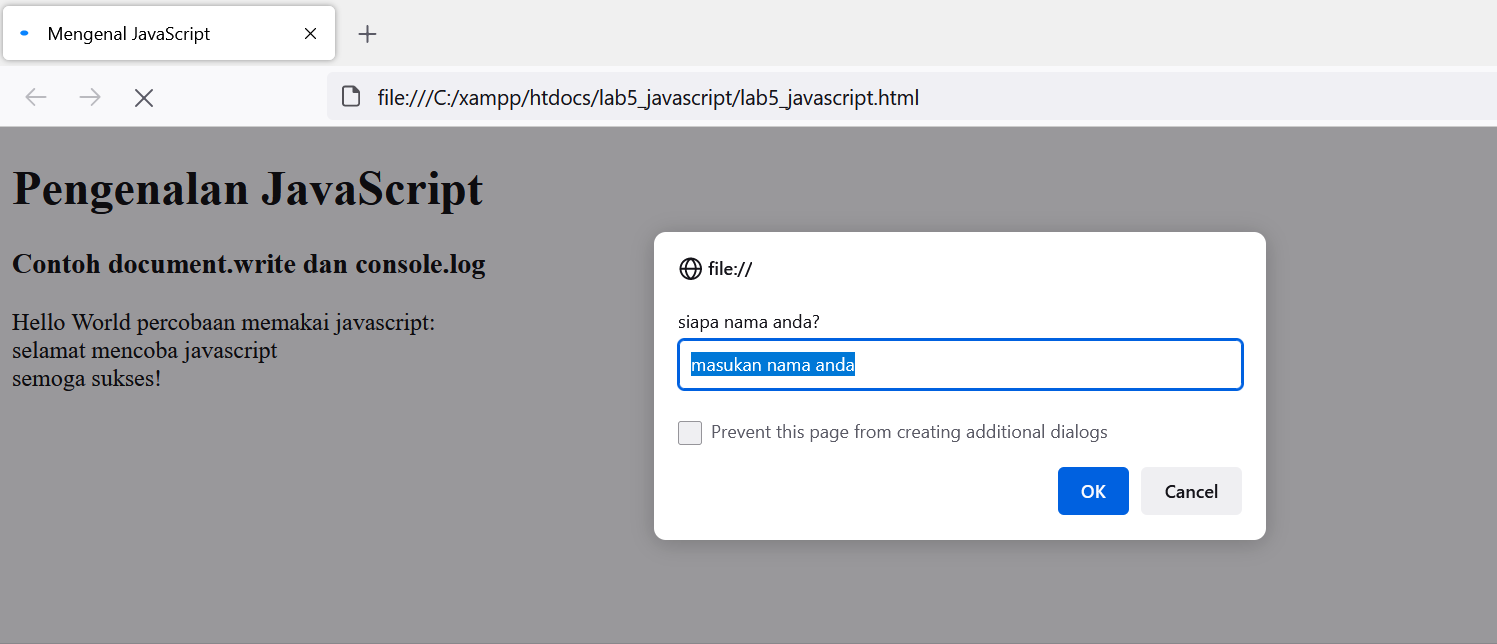 Mengenal JavaScript
file:///C:/xampp/htdocs/lab5_javascript/lab5_javascript.html
Pengenalan JavaScript
Contoh document.write dan console.log
Hello World percobaan memakai javascript:
selamat mencoba javascript
semoga sukses!
file://
siapa nama anda?
masukan nama anda
Prevent this page from creating additional dialogs
OK
Cancel